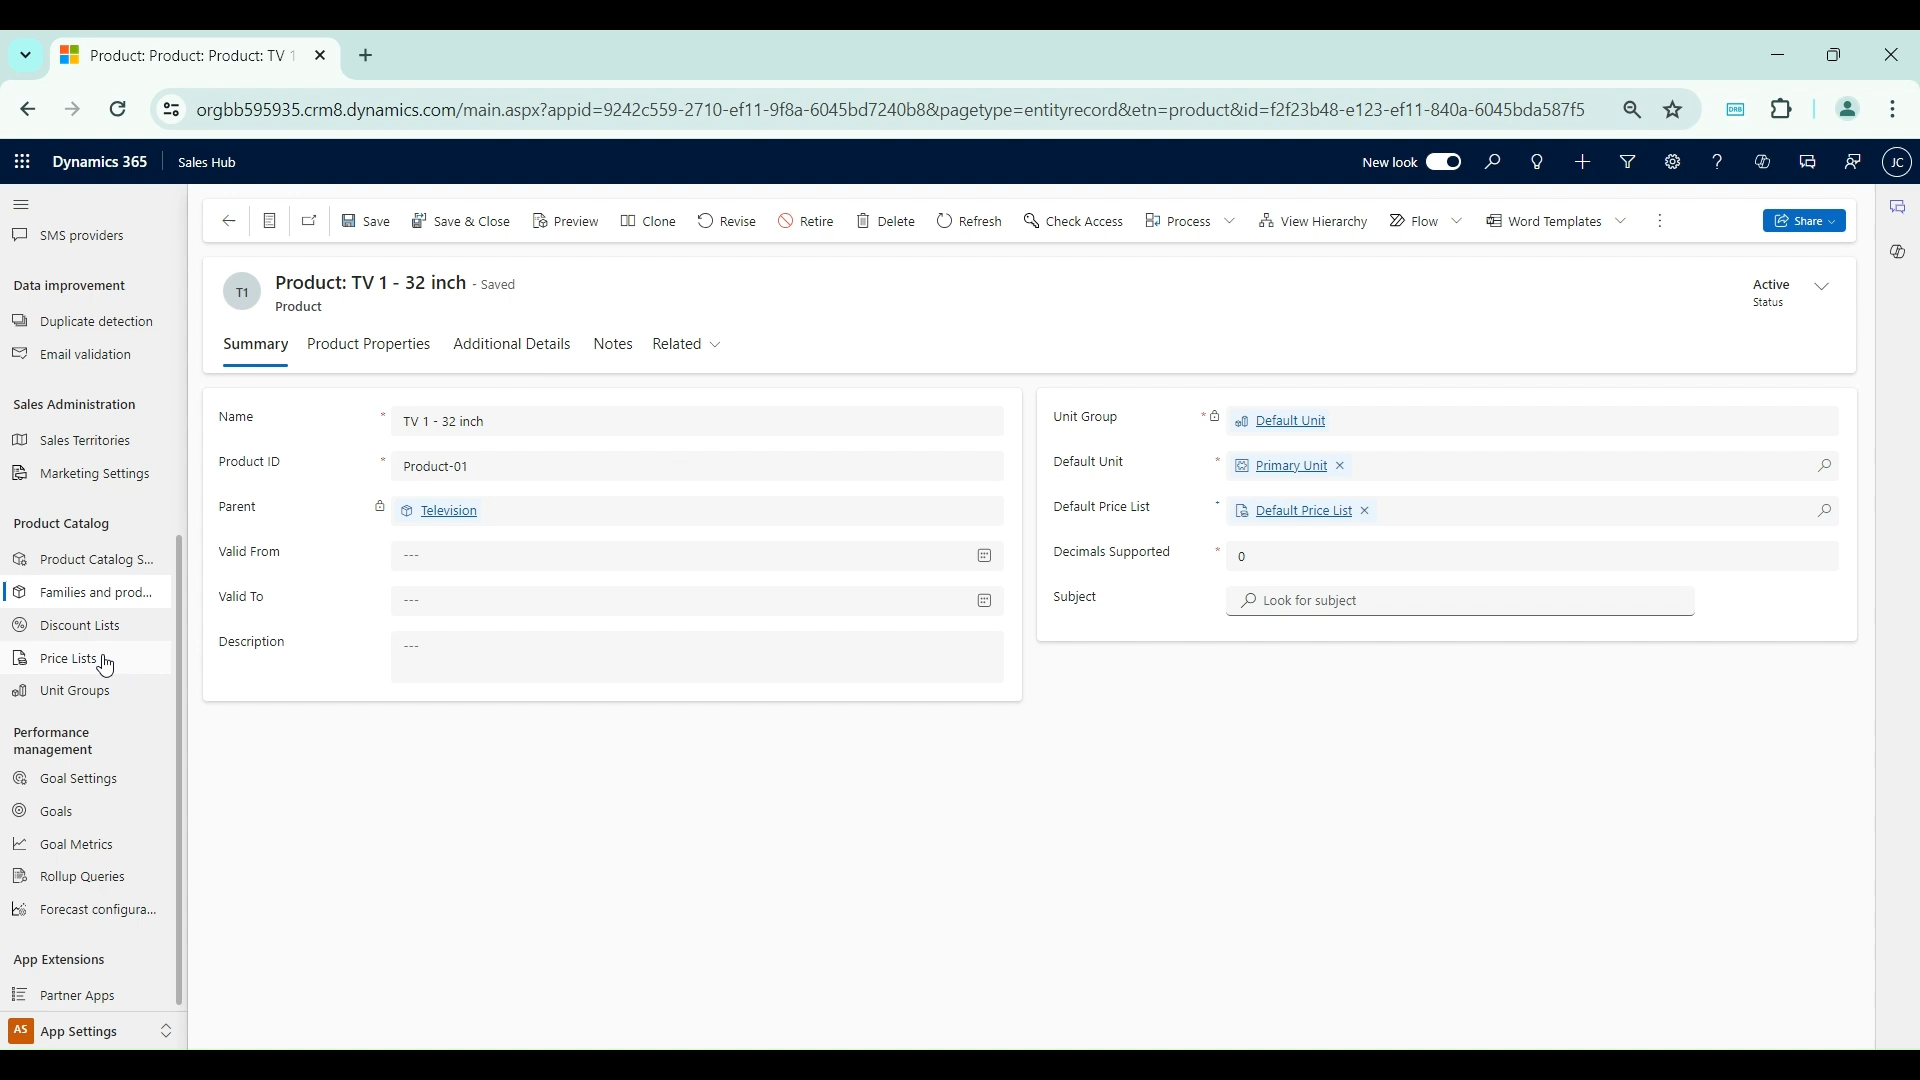 Product: Product: Product: TV 1
orgbb595935.crm8.dynamics.com/main.aspx?appid=9242c559-2710-ef11-9f8a-6045bd7240b8&pagetype=entityrecord&etn=product&id=f2f23b48-e123-ef11-840a-6045bda587f5
DRB
Dynamics 365
Sales Hub
New look
JC
SMS providers
Data improvement
Duplicate detection
Email validation
Sales Administration
Sales Territories
Marketing Settings
Product Catalog
Product Catalog S...
Families and prod...
Discount Lists
Price Lists
Unit Groups
Performance
management
Goal Settings
Goals
Goal Metrics
Rollup Queries
Forecast configura...
App Extensions
Partner Apps
AS App Settings
Save
Save & Close
Preview
Clone
Revise
Retire
Delete
Refresh
Check Access
Process
View Hierarchy
Flow
Word Templates
Share
T1
Product: TV 1 - 32 inch - Saved
Product
Active
Status
Summary
Product Properties
Additional Details
Notes
Related
Name * TV 1 - 32 inch
Product ID * Product-01
Parent Television
Valid From ---
Valid To ---
Description ---
Unit Group * Default Unit
Default Unit * Primary Unit
Default Price List + Default Price List
Decimals Supported * 0
Subject Look for subject